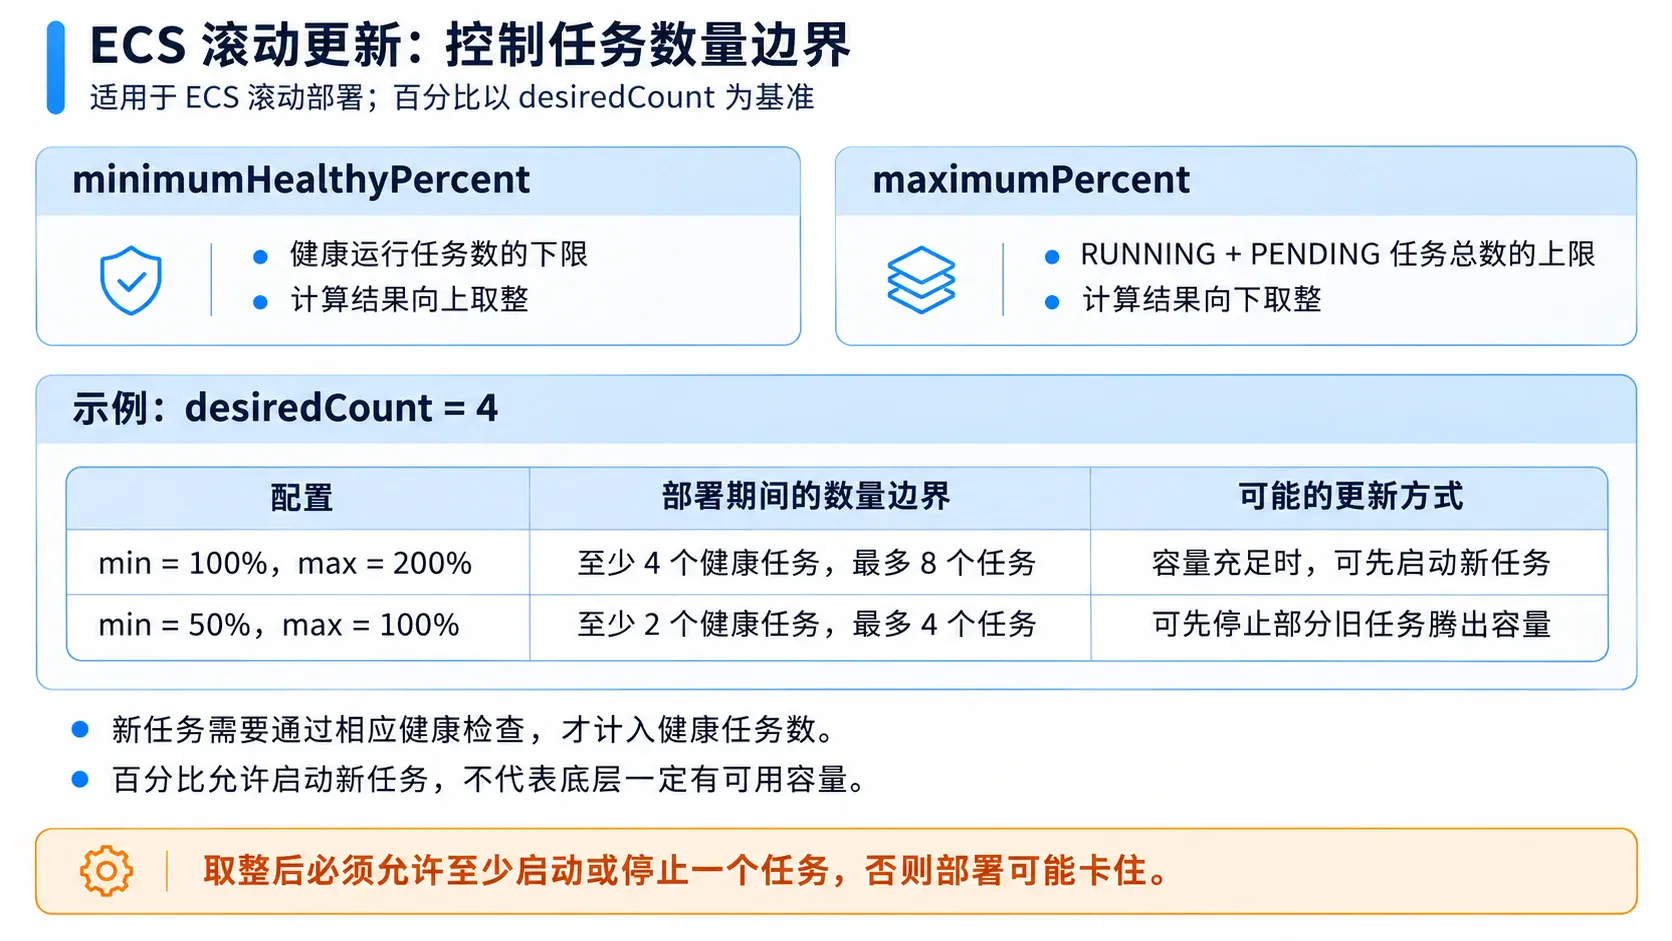 ECS 滚动更新：控制任务数量边界
适用于 ECS 滚动部署；百分比以 desiredCount 为基准
minimumHealthyPercent
健康运行任务数的下限
计算结果向上取整
maximumPercent
RUNNING + PENDING 任务总数的上限
计算结果向下取整
示例：desiredCount = 4
配置 部署期间的数量边界 可能的更新方式
min = 100%，max = 200% 至少 4 个健康任务，最多 8 个任务 容量充足时，可先启动新任务
min = 50%，max = 100% 至少 2 个健康任务，最多 4 个任务 可先停止部分旧任务腾出容量
新任务需要通过相应健康检查，才计入健康任务数。
百分比允许启动新任务，不代表底层一定有可用容量。
取整后必须允许至少启动或停止一个任务，否则部署可能卡住。